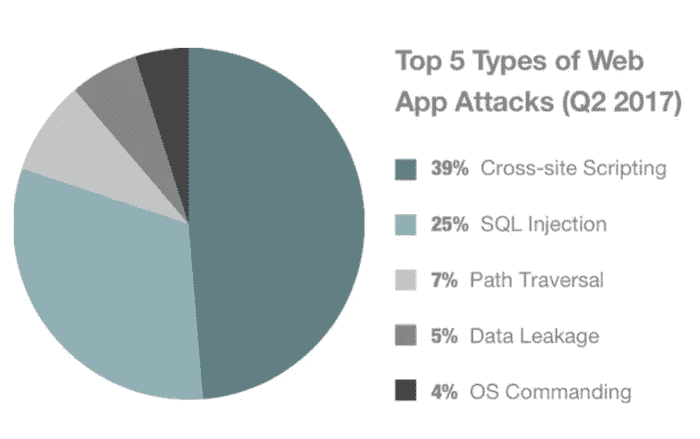 Top 5 Types of Web
App Attacks (Q2 2017)
39% Cross-site Scripting
25% SQL Injection
7% Path Traversal
5% Data Leakage
4% OS Commanding